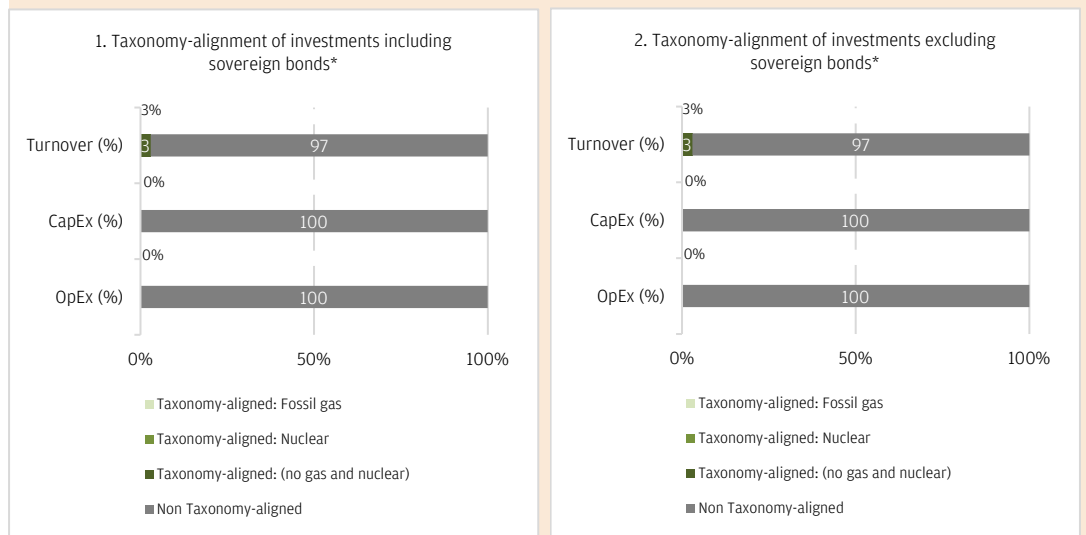 1. Taxonomy-alignment of investments including
sovereign bonds*
3%
Turnover (%)
3
97
0%
CapEx (%)
100
0%
OpEx (%)
100
0%
50%
100%
Taxonomy-aligned: Fossil gas
Taxonomy-aligned: Nuclear
Taxonomy-aligned: (no gas and nuclear)
Non Taxonomy-aligned
2. Taxonomy-alignment of investments excluding
sovereign bonds*
3%
Turnover (%)
3
97
0%
CapEx (%)
100
0%
OpEx (%)
100
0%
50%
100%
Taxonomy-aligned: Fossil gas
Taxonomy-aligned: Nuclear
Taxonomy-aligned: (no gas and nuclear)
Non Taxonomy-aligned